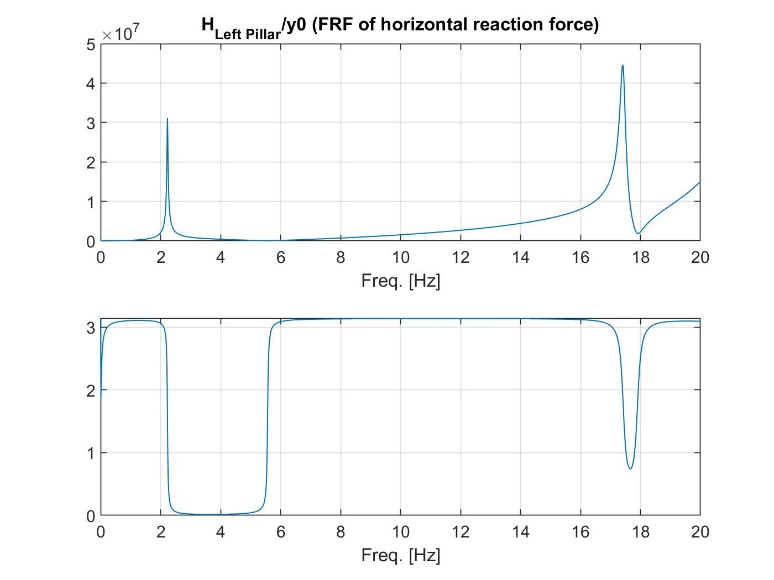 H_Left Pillar/y0 (FRF of horizontal reaction force)
×10^7
5
4
3
2
1
0
0 2 4 6 8 10 12 14 16 18 20
Freq. [Hz]
3
2
1
0
0 2 4 6 8 10 12 14 16 18 20
Freq. [Hz]